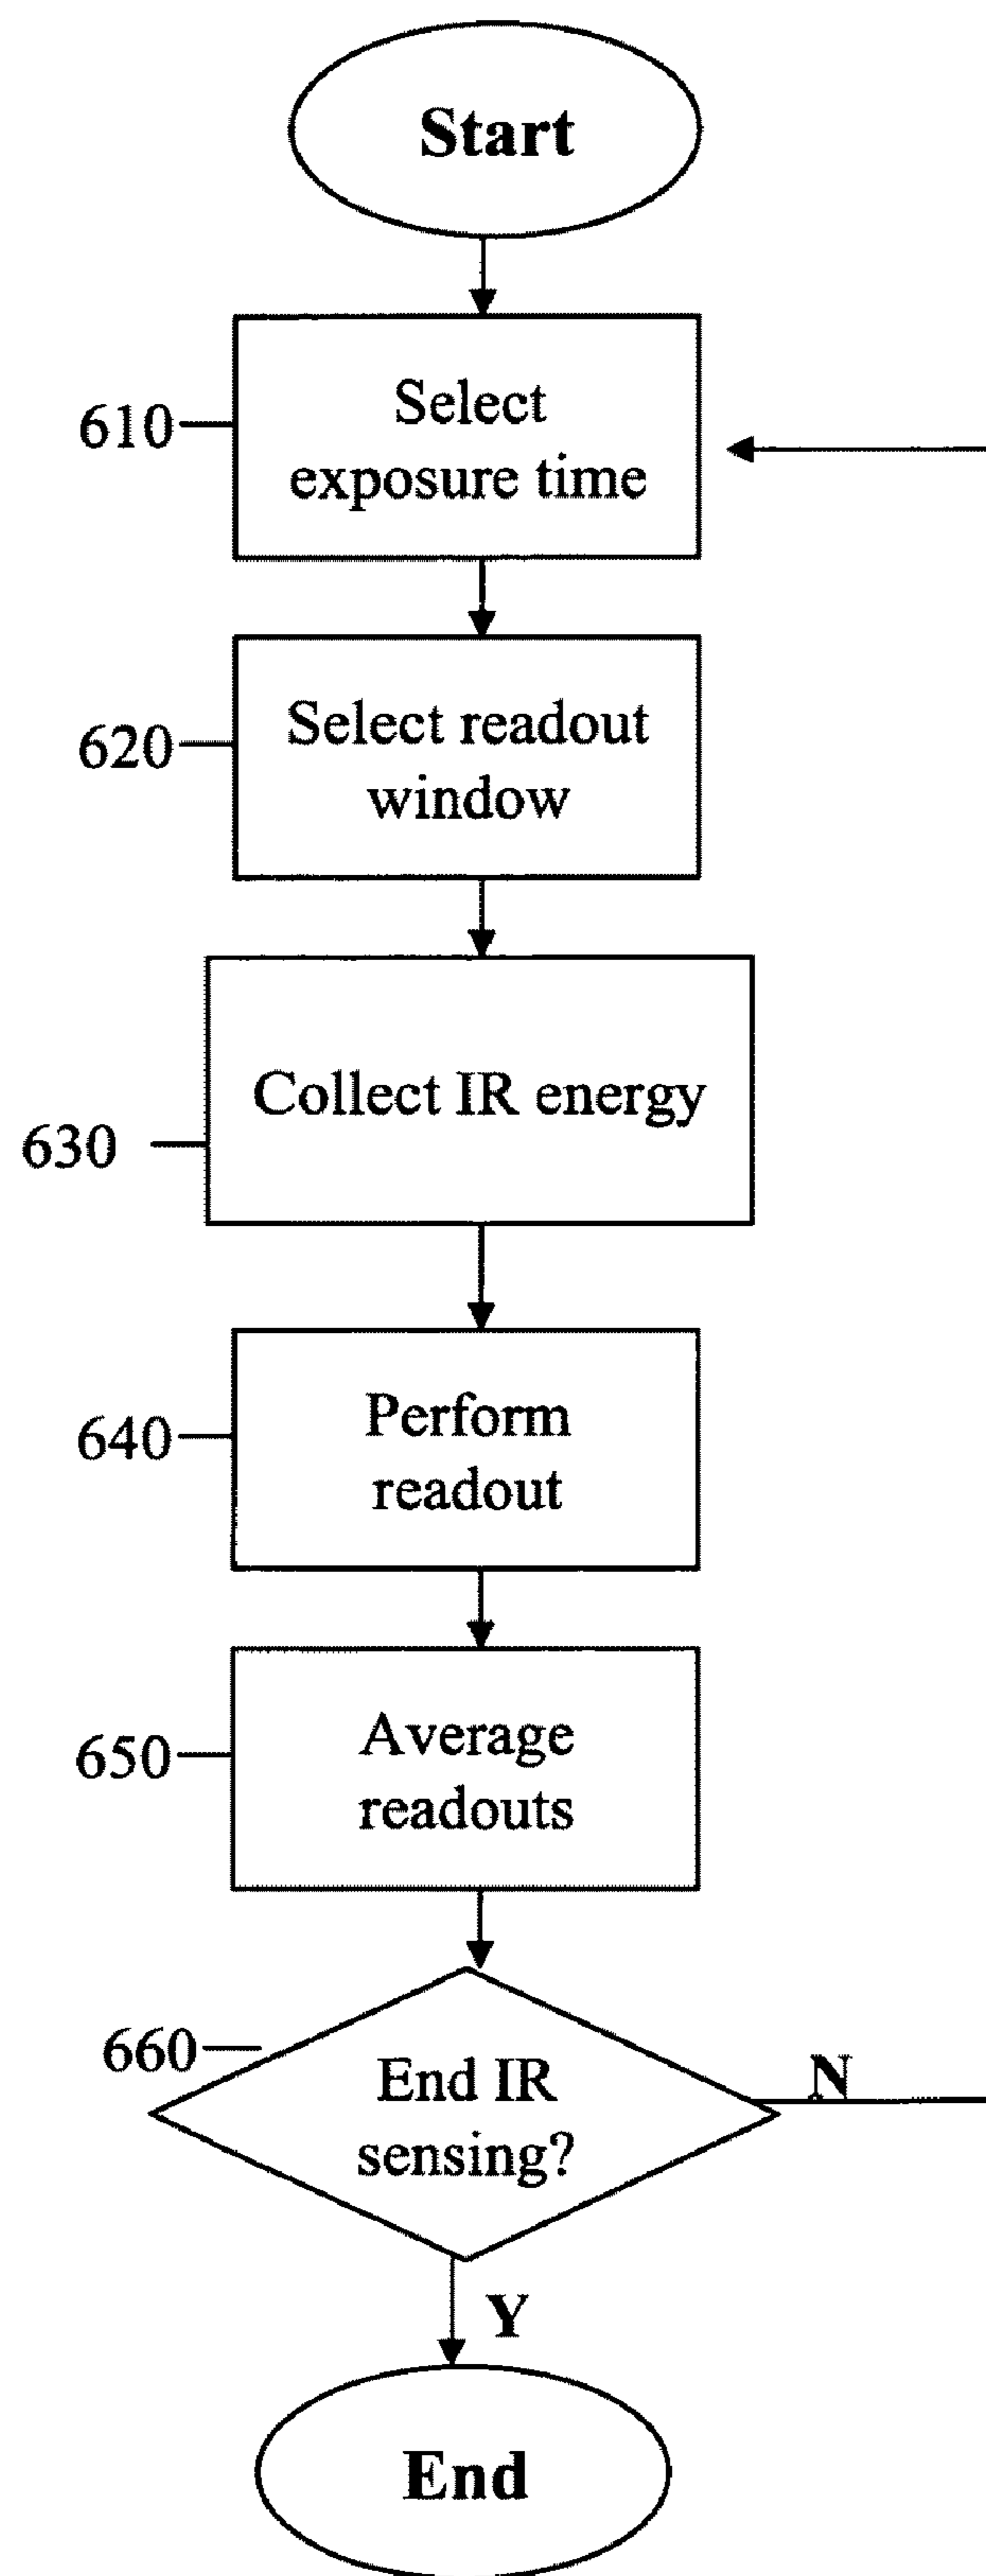 Start
610
Select
exposure time
620
Select readout
window
630
Collect IR energy
640
Perform
readout
650
Average
readouts
660
End IR
sensing?
N
Y
End